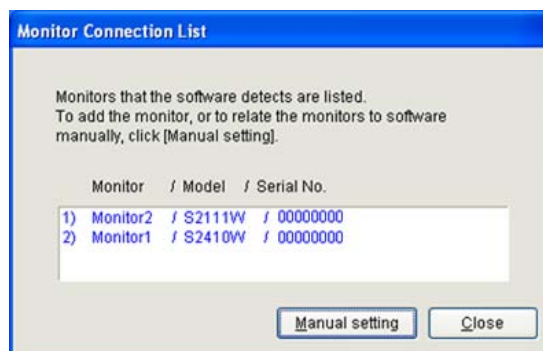 Monitor Connection List
Monitors that the software detects are listed.
To add the monitor, or to relate the monitors to software
manually, click [Manual setting].
Monitor / Model / Serial No.
1) Monitor2 / S2111W / 00000000
2) Monitor1 / S2410W / 00000000
Manual setting Close